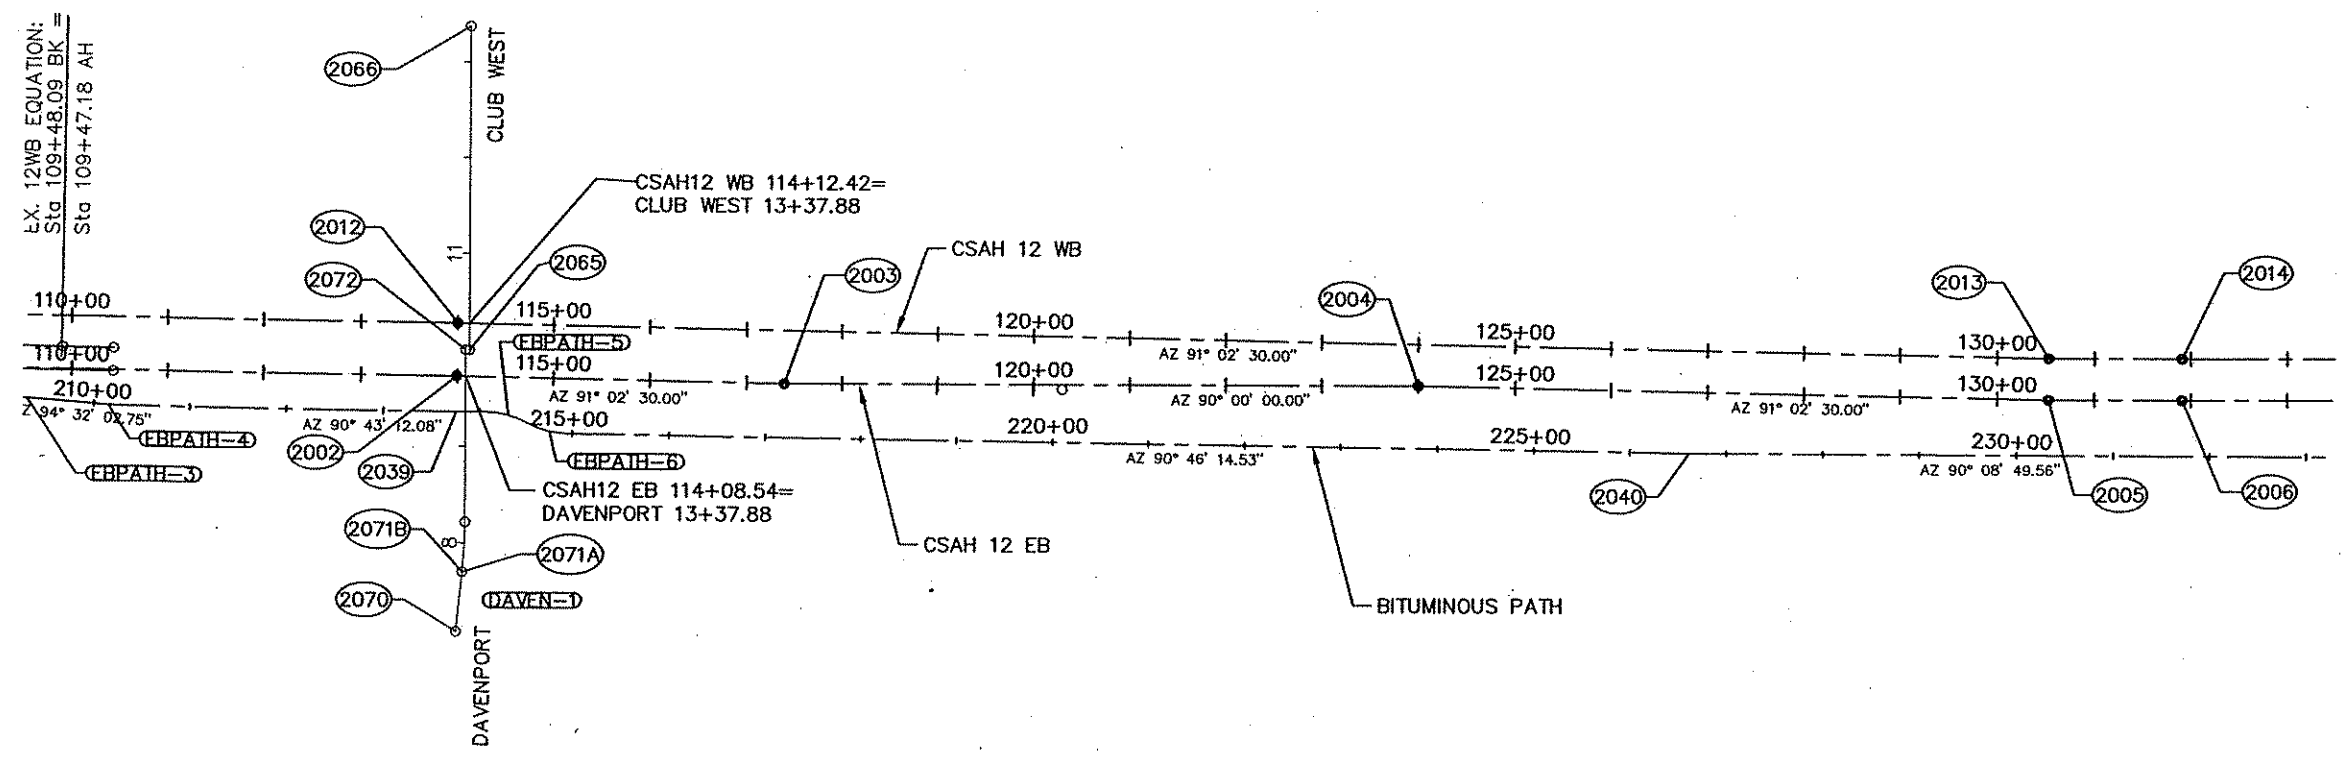 EX. 12WB EQUATION:
Sta 109+48.09 BK =
Sta 109+47.18 AH
2066
CLUB WEST
CSAH12 WB 114+12.42=
CLUB WEST 13+37.88
2012
11
2072
2065
2003
CSAH 12 WB
2004
2013
2014
110+00
115+00
120+00
125+00
130+00
AZ 91° 02' 30.00"
EBPATH-5
110+00
115+00
120+00
125+00
130+00
AZ 91° 02' 30.00"
AZ 90° 00' 00.00"
AZ 91° 02' 30.00"
210+00
215+00
220+00
225+00
230+00
Z 94° 32' 02.75"
AZ 90° 43' 12.08"
AZ 90° 46' 14.53"
AZ 90° 08' 49.56"
EBPATH-4
EBPATH-3
2002
2039
EBPATH-6
CSAH12 EB 114+08.54=
DAVENPORT 13+37.88
2040
2005
2006
2071B
8
2071A
CSAH 12 EB
2070
DAVEN-1
BITUMINOUS PATH
DAVENPORT